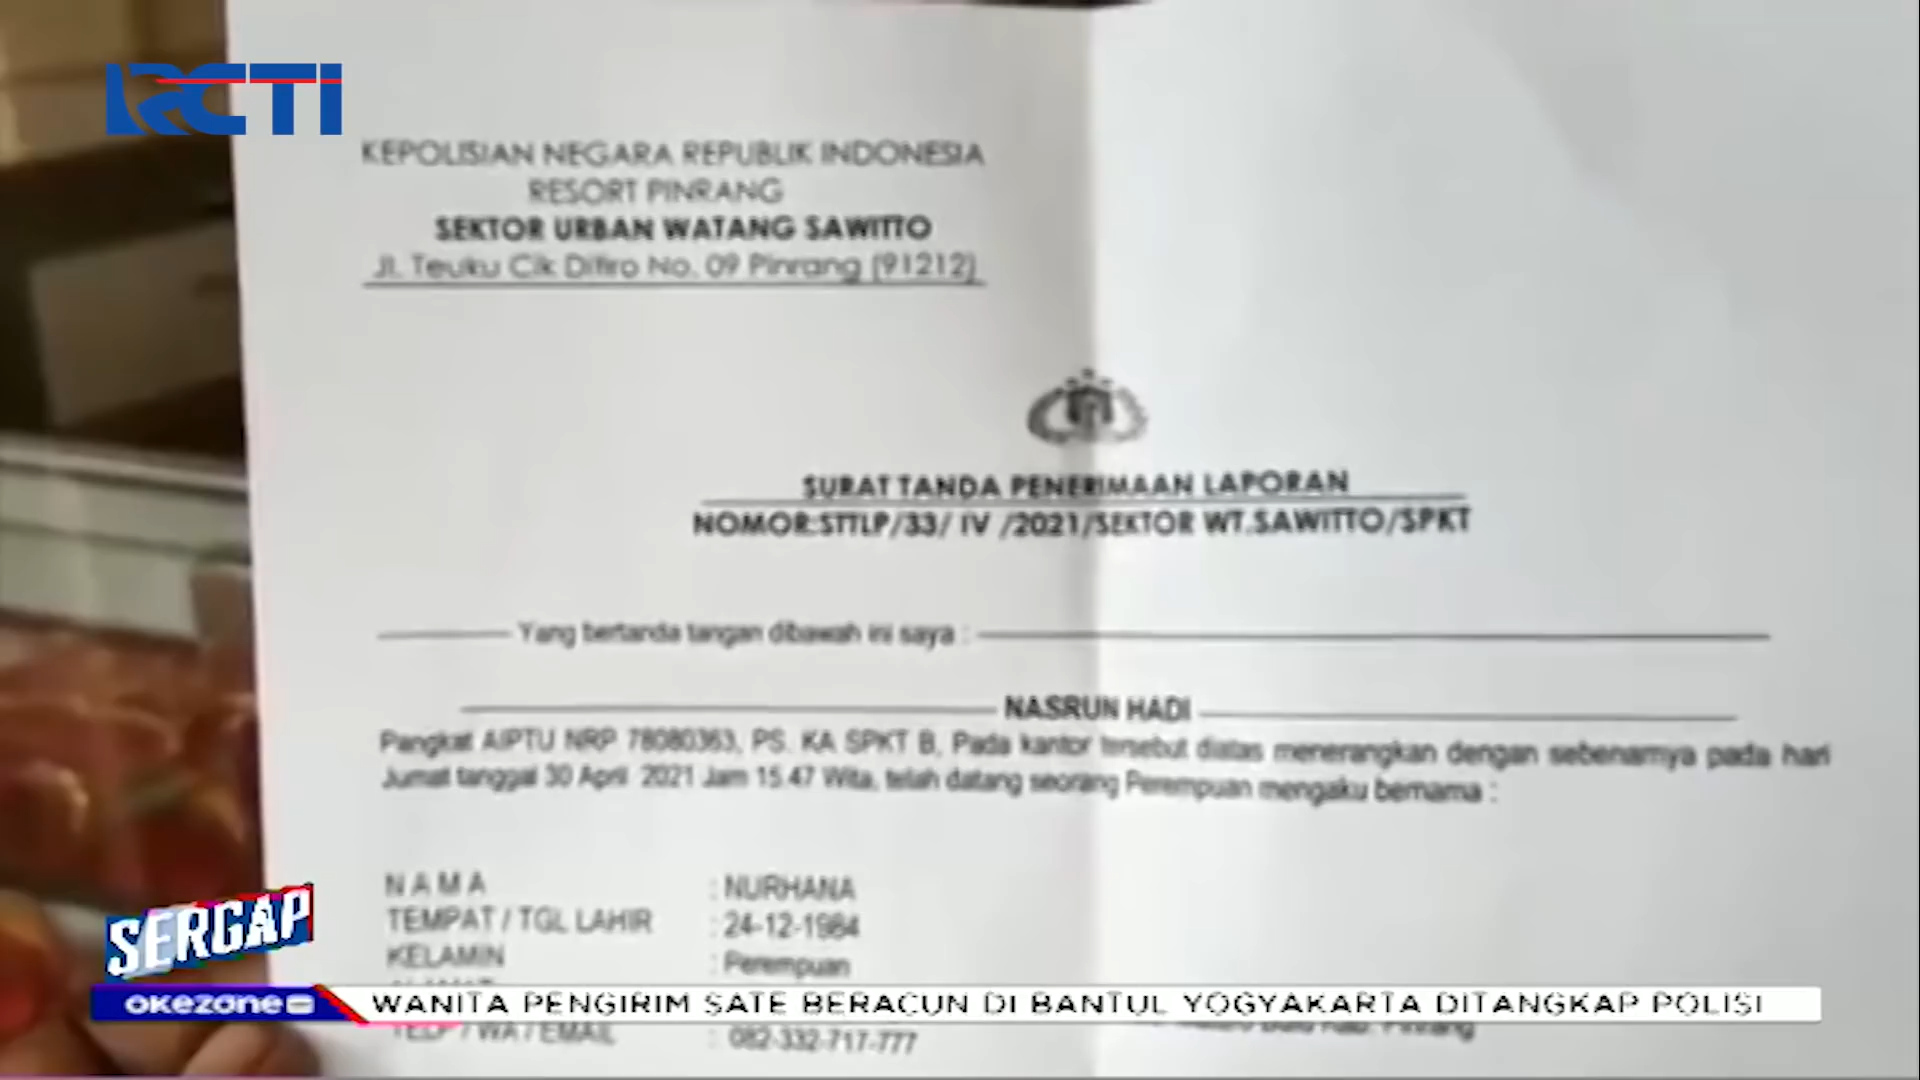 RCTI
KEPOLISIAN NEGARA REPUBLIK INDONESIA
RESORT PINRANG
SEKTOR URBAN WATANG SAWITTO
Jl. Teuku Cik Ditiro No. 09 Pinrang (91212)
SURAT TANDA PENERIMAAN LAPORAN
NOMOR:STTLP/33/ IV /2021/SEKTOR WT.SAWITTO/SPKT
Yang bertanda tangan dibawah ini saya :
NASRUN HADI
Pangkat AIPTU NRP 78080363, PS. KA SPKT B, Pada kantor tersebut diatas menerangkan dengan sebenarnya pada hari
Jumat tanggal 30 April 2021 Jam 15.47 Wita, telah datang seorang Perempuan mengaku bernama :
N A M A : NURHANA
TEMPAT / TGL LAHIR : 24-12-1984
KELAMIN : Perempuan
SERGAP
okezone
WANITA PENGIRIM SATE BERACUN DI BANTUL YOGYAKARTA DITANGKAP POLISI
Kab. Pinrang
TELP / WA / EMAIL : 082-332-717-777